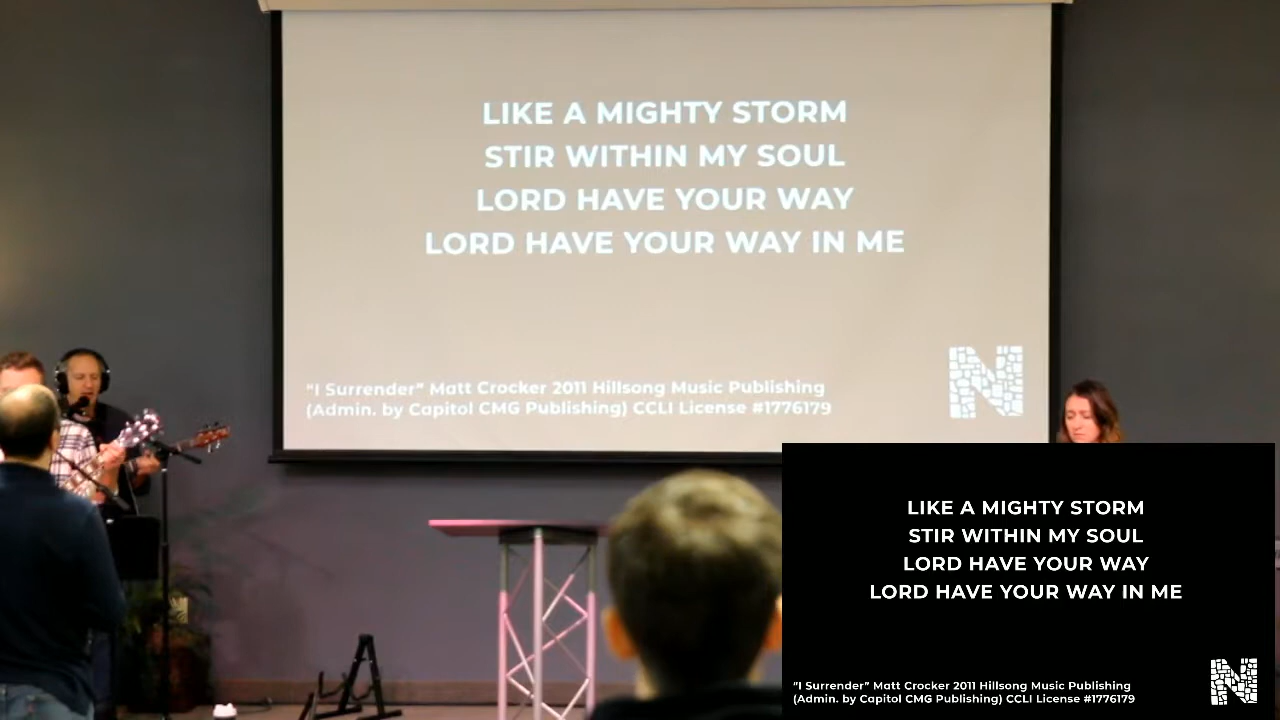 LIKE A MIGHTY STORM
STIR WITHIN MY SOUL
LORD HAVE YOUR WAY
LORD HAVE YOUR WAY IN ME
"I Surrender" Matt Crocker 2011 Hillsong Music Publishing
(Admin. by Capitol CMG Publishing) CCLI License #1776179
N
LIKE A MIGHTY STORM
STIR WITHIN MY SOUL
LORD HAVE YOUR WAY
LORD HAVE YOUR WAY IN ME
"I Surrender" Matt Crocker 2011 Hillsong Music Publishing
(Admin. by Capitol CMG Publishing) CCLI License #1776179
N